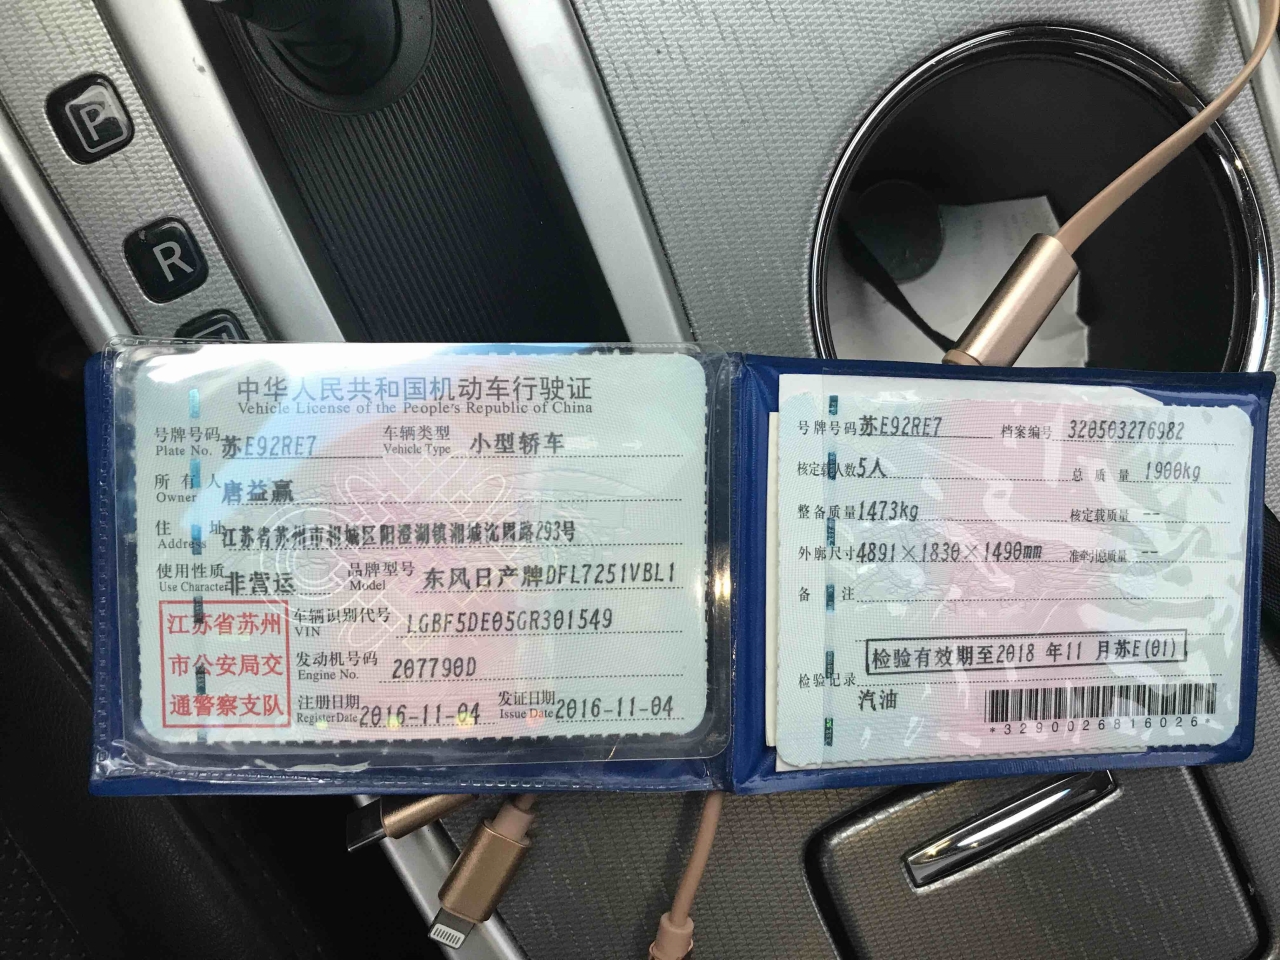 P
R
中华人民共和国机动车行驶证
Vehicle License of the People's Republic of China
号牌号码 苏E92RE7 车辆类型 小型轿车
Plate No. Vehicle Type
所有人 唐益赢
Owner
住址 江苏省苏州市相城区阳澄湖镇湘城沈周路293号
Address
使用性质 非营运 品牌型号 东风日产牌DFL7251VBL1
Use Character Model
江苏省苏州
市公安局交
通警察支队
车辆识别代号 LGBF5DE05GR301549
VIN
发动机号码 207790D
Engine No.
注册日期 2016-11-04 发证日期 2016-11-04
Register Date Issue Date
号牌号码 苏E92RE7 档案编号 320503276982
核定载人数 5人 总质量 1900kg
整备质量 1473kg 核定载质量 --
外廓尺寸 4891×1830×1490mm 准牵引总质量 --
备注
检验有效期至2018 年11 月苏E(01)
检验记录
汽油
*3290026816026*